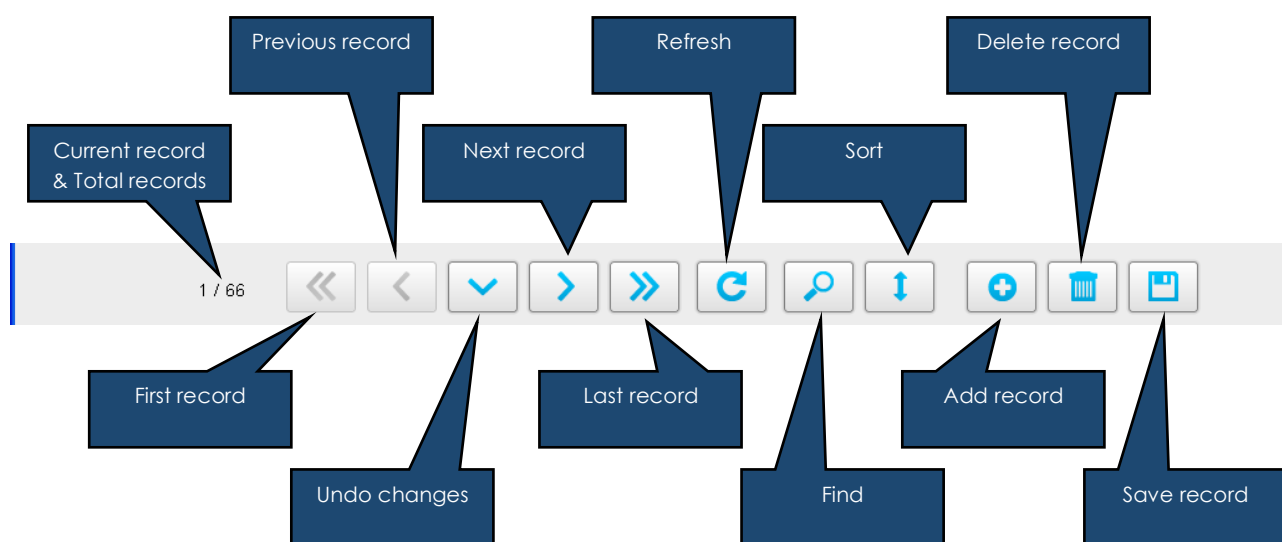 Previous record
Refresh
Delete record
Current record
& Total records
Next record
Sort
1 / 66
First record
Last record
Add record
Undo changes
Find
Save record